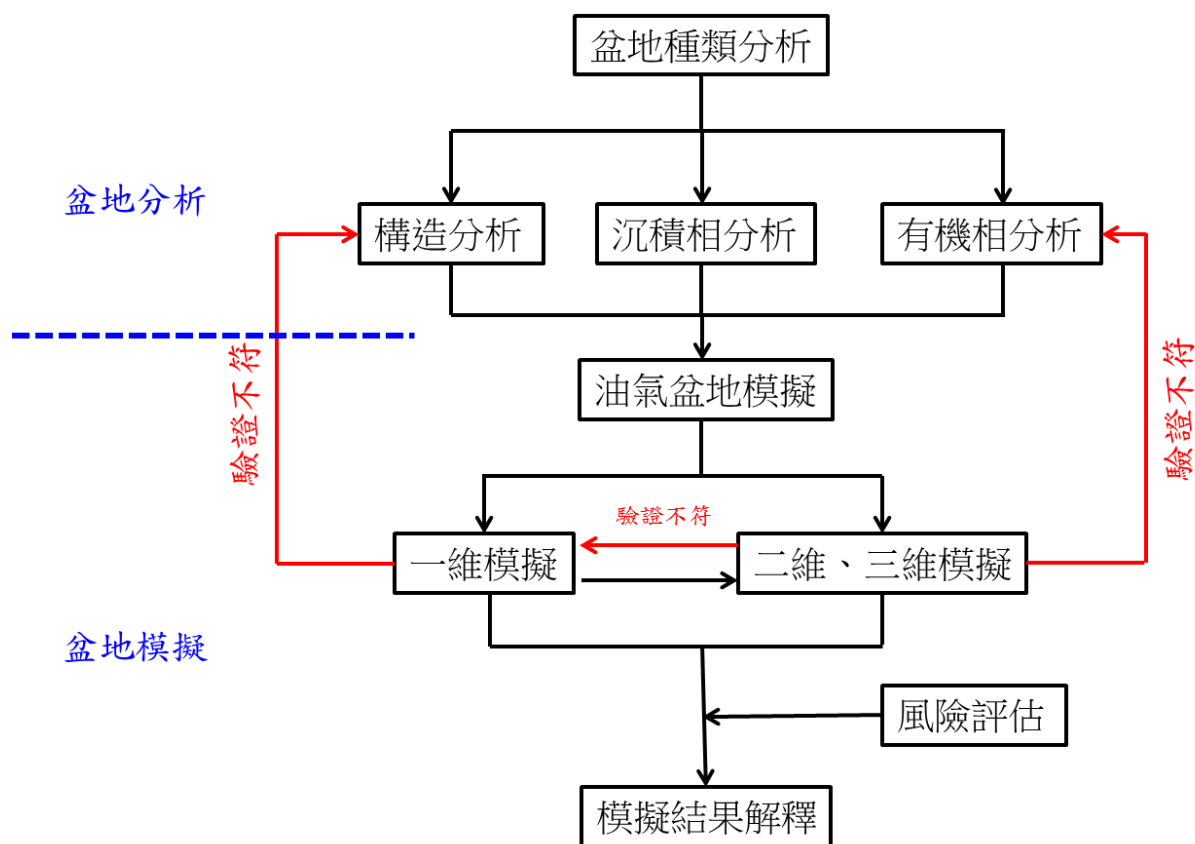 盆地種類分析
盆地分析
構造分析
沉積相分析
有機相分析
驗證不符
驗證不符
油氣盆地模擬
驗證不符
一維模擬
二維、三維模擬
盆地模擬
風險評估
模擬結果解釋